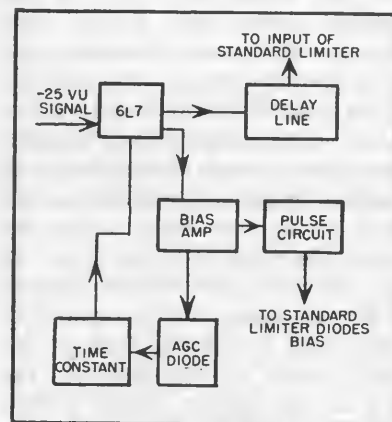 TO INPUT OF
STANDARD LIMITER
-25 VU
SIGNAL
6L7
DELAY
LINE
BIAS
AMP
PULSE
CIRCUIT
TO STANDARD
LIMITER DIODES
BIAS
TIME
CONSTANT
AGC
DIODE